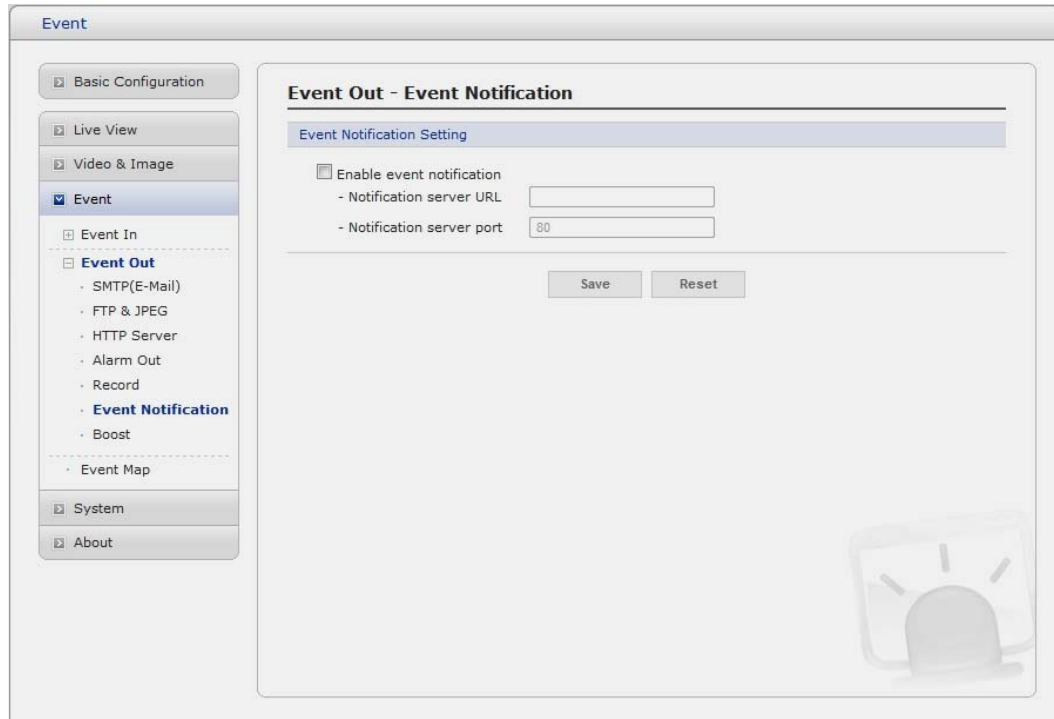 Event
Basic Configuration
Live View
Video & Image
Event
Event In
Event Out
SMTP(E-Mail)
FTP & JPEG
HTTP Server
Alarm Out
Record
Event Notification
Boost
Event Map
System
About
Event Out - Event Notification
Event Notification Setting
Enable event notification
- Notification server URL
- Notification server port 80
Save Reset